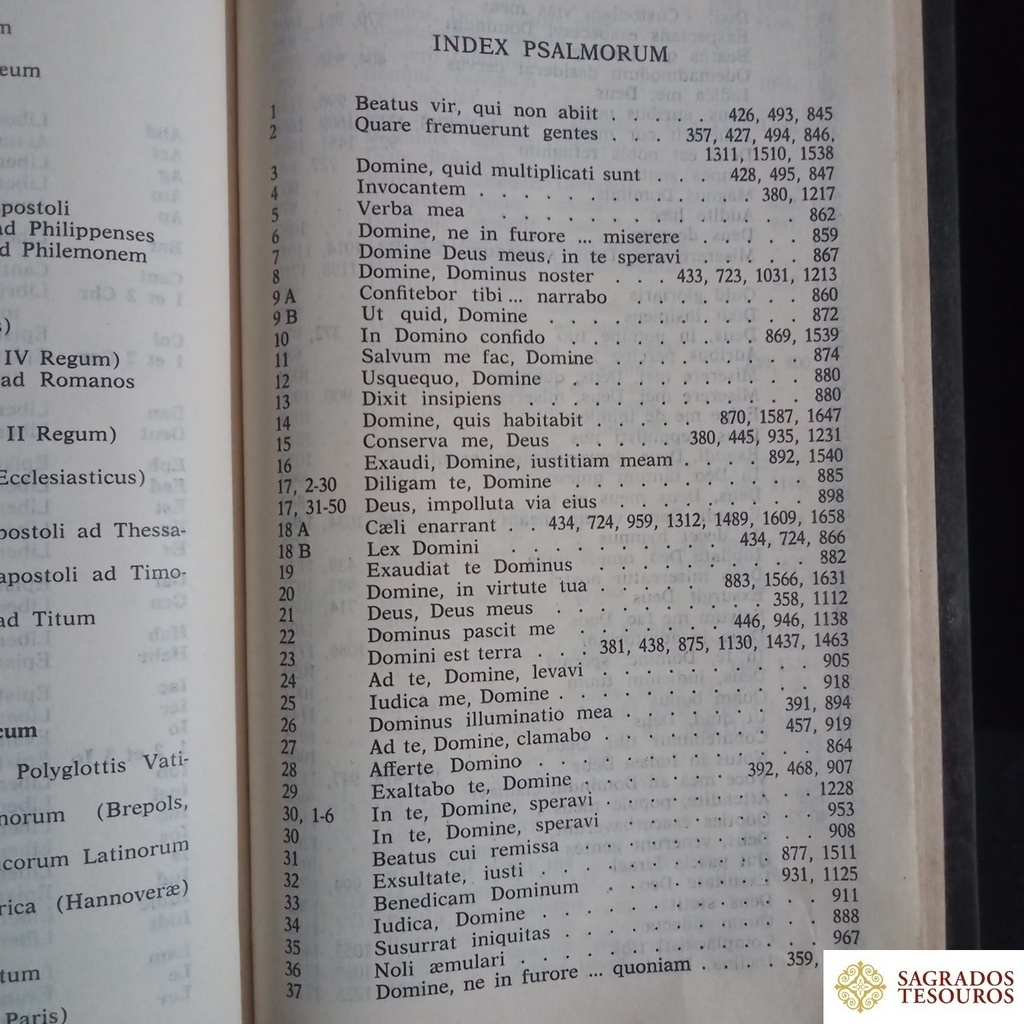 eum
postoli
ad Philippenses
d Philemonem
IV Regum)
ad Romanos
II Regum)
Ecclesiasticus)
postoli ad Thessa-
apostoli ad Timo-
ad Titum
cum
Polyglottis Vati-
norum (Brepols,
corum Latinorum
rica (Hannoveræ)
tum
Paris)
INDEX PSALMORUM
1 Beatus vir, qui non abiit . . . . . 426, 493, 845
2 Quare fremuerunt gentes . . . 357, 427, 494, 846,
1311, 1510, 1538
3 Domine, quid multiplicati sunt . . . 428, 495, 847
4 Invocantem . . . . . . . . . . . . 380, 1217
5 Verba mea . . . . . . . . . . . . 862
6 Domine, ne in furore ... miserere . . . . . 859
7 Domine Deus meus, in te speravi . . . . . 867
8 Domine, Dominus noster . . . 433, 723, 1031, 1213
9 A Confitebor tibi ... narrabo . . . . . . . . 860
9 B Ut quid, Domine . . . . . . . . . . . 872
10 In Domino confido . . . . . . . . . 869, 1539
11 Salvum me fac, Domine . . . . . . . . 874
12 Usquequo, Domine . . . . . . . . . . 880
13 Dixit insipiens . . . . . . . . . . . . 880
14 Domine, quis habitabit . . . . . 870, 1587, 1647
15 Conserva me, Deus . . . . . 380, 445, 935, 1231
16 Exaudi, Domine, iustitiam meam . . . . 892, 1540
17, 2-30 Diligam te, Domine . . . . . . . . . . 885
17, 31-50 Deus, impolluta via eius . . . . . . . . 898
18 A Cæli enarrant . . 434, 724, 959, 1312, 1489, 1609, 1658
18 B Lex Domini . . . . . . . . . 434, 724, 866
19 Exaudiat te Dominus . . . . . . . . . 882
20 Domine, in virtute tua . . . . . 883, 1566, 1631
21 Deus, Deus meus . . . . . . . . . 358, 1112
22 Dominus pascit me . . . . . . 446, 946, 1138
23 Domini est terra . . . 381, 438, 875, 1130, 1437, 1463
24 Ad te, Domine, levavi . . . . . . . . . 905
25 Iudica me, Domine . . . . . . . . . . 918
26 Dominus illuminatio mea . . . . . . . 391, 894
27 Ad te, Domine, clamabo . . . . . . . 457, 919
28 Afferte Domino . . . . . . . . . . . 864
29 Exaltabo te, Domine . . . . . . 392, 468, 907
30, 1-6 In te, Domine, speravi . . . . . . . . . 1228
30 In te, Domine, speravi . . . . . . . . . 953
31 Beatus cui remissa . . . . . . . . . . 908
32 Exsultate, iusti . . . . . . . . . . 877, 1511
33 Benedicam Dominum . . . . . . . 931, 1125
34 Iudica, Domine . . . . . . . . . . . 911
35 Susurrat iniquitas . . . . . . . . . . . 888
36 Noli æmulari . . . . . . . . . . . . 967
37 Domine, ne in furore ... quoniam . . . . 359,
SAGRADOS
TESOUROS